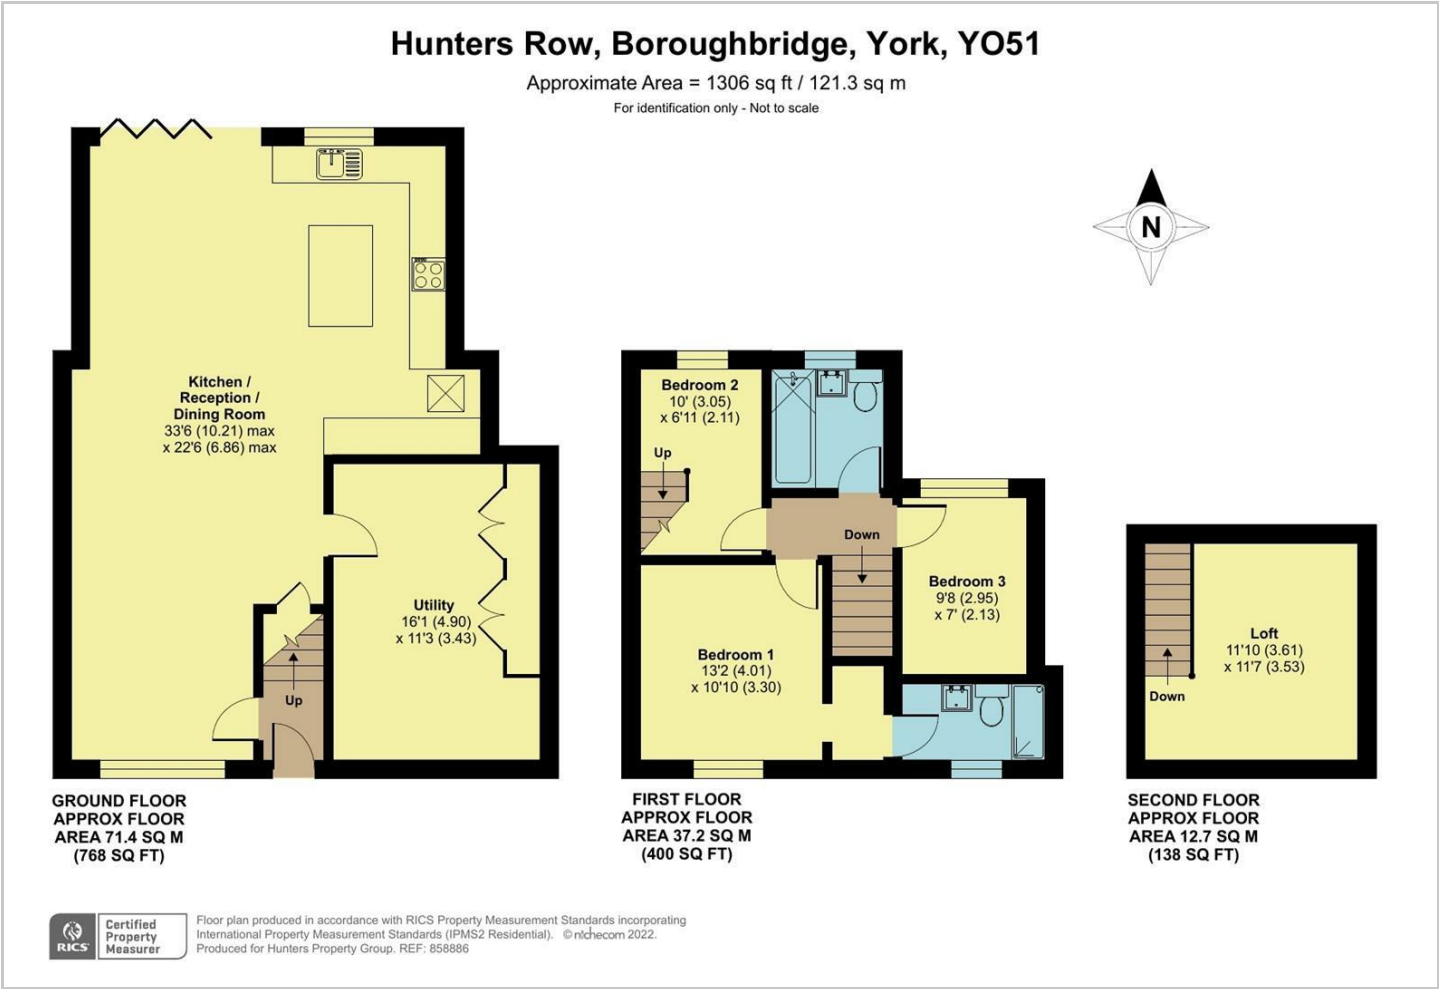 Hunters Row, Boroughbridge, York, YO51
Approximate Area = 1306 sq ft / 121.3 sq m
For identification only - Not to scale
N
Kitchen /
Reception /
Dining Room
33'6 (10.21) max
x 22'6 (6.86) max
Utility
16'1 (4.90)
x 11'3 (3.43)
Up
Bedroom 2
10' (3.05)
x 6'11 (2.11)
Up
Down
Bedroom 3
9'8 (2.95)
x 7' (2.13)
Bedroom 1
13'2 (4.01)
x 10'10 (3.30)
Loft
11'10 (3.61)
x 11'7 (3.53)
Down
GROUND FLOOR
APPROX FLOOR
AREA 71.4 SQ M
(768 SQ FT)
FIRST FLOOR
APPROX FLOOR
AREA 37.2 SQ M
(400 SQ FT)
SECOND FLOOR
APPROX FLOOR
AREA 12.7 SQ M
(138 SQ FT)
RICS
Certified
Property
Measurer
Floor plan produced in accordance with RICS Property Measurement Standards incorporating
International Property Measurement Standards (IPMS2 Residential). © nichecom 2022.
Produced for Hunters Property Group. REF: 858886